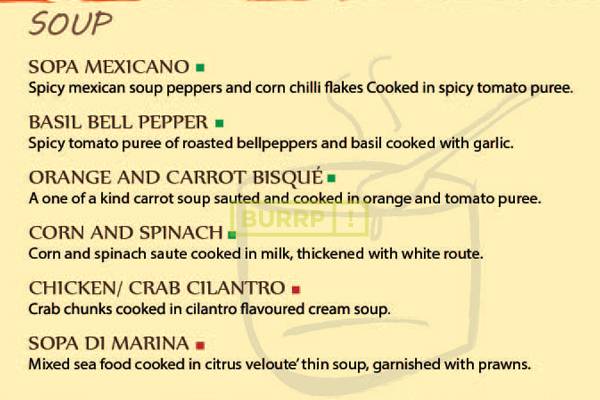 SOUP
SOPA MEXICANO
Spicy mexican soup peppers and corn chilli flakes Cooked in spicy tomato puree.
BASIL BELL PEPPER
Spicy tomato puree of roasted bellpeppers and basil cooked with garlic.
ORANGE AND CARROT BISQUÉ
A one of a kind carrot soup sauted and cooked in orange and tomato puree.
BURRP!
CORN AND SPINACH
Corn and spinach saute cooked in milk, thickened with white route.
CHICKEN/ CRAB CILANTRO
Crab chunks cooked in cilantro flavoured cream soup.
SOPA DI MARINA
Mixed sea food cooked in citrus veloute’ thin soup, garnished with prawns.